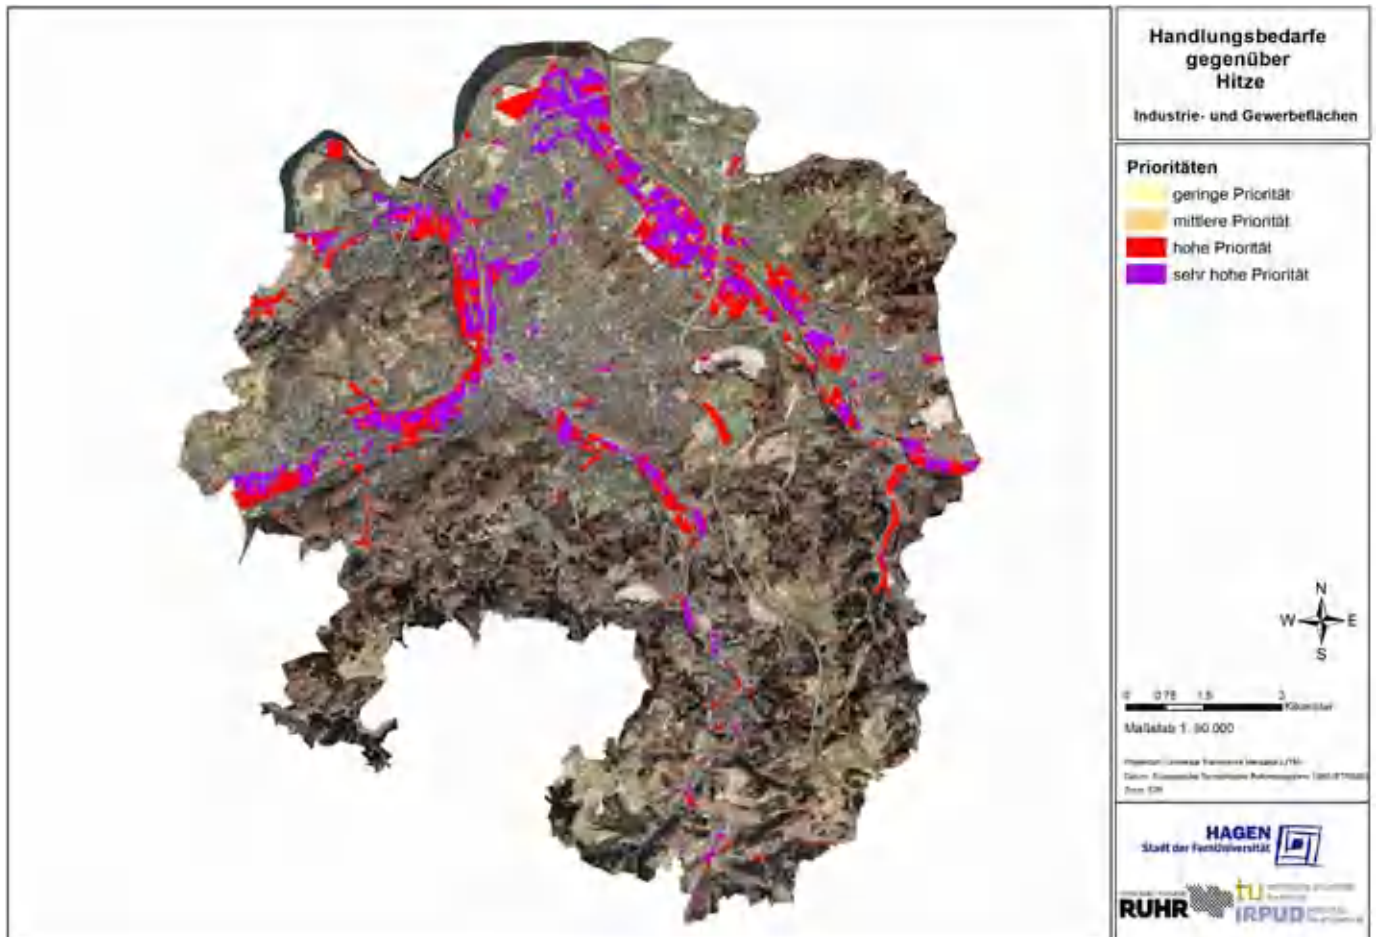 Handlungsbedarfe
gegenüber
Hitze
Industrie- und Gewerbeflächen
Prioritäten
geringe Priorität
mittlere Priorität
hohe Priorität
sehr hohe Priorität
N
W E
S
0 0,75 1,5 3
Kilometer
Maßstab 1: 90.000
HAGEN
Stadt der FernUniversität
RUHR
tu
IRPUD